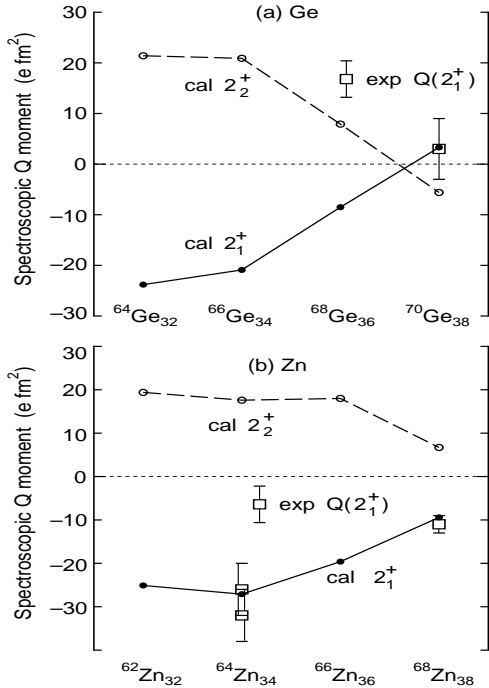 (a) Ge
Spectroscopic Q moment (e fm²)
30
20
10
0
−10
−20
−30
cal 2₂⁺
exp Q(2₁⁺)
cal 2₁⁺
⁶⁴Ge₃₂ ⁶⁶Ge₃₄ ⁶⁸Ge₃₆ ⁷⁰Ge₃₈
(b) Zn
Spectroscopic Q moment (e fm²)
30
20
10
0
−10
−20
−30
cal 2₂⁺
exp Q(2₁⁺)
cal 2₁⁺
⁶²Zn₃₂ ⁶⁴Zn₃₄ ⁶⁶Zn₃₆ ⁶⁸Zn₃₈